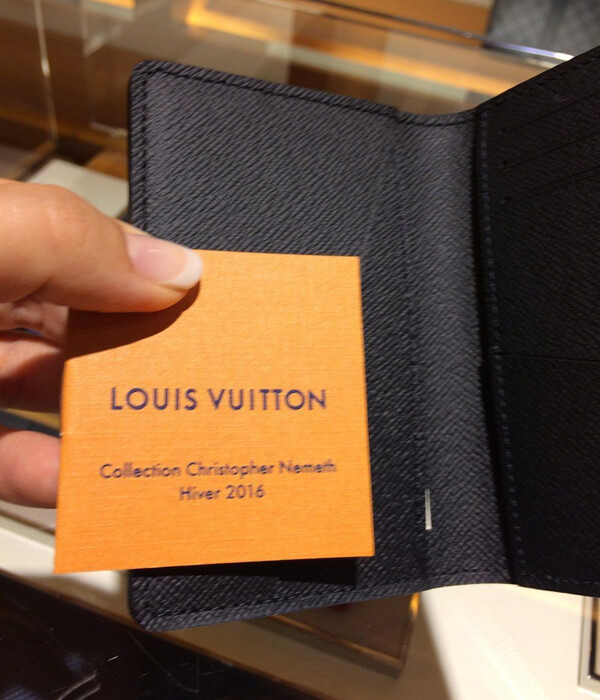 LOUIS VUITTON
Collection Christopher Nemeth
Hiver 2016